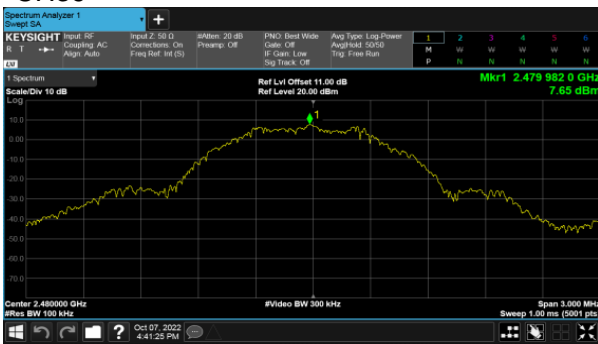 Spectrum Analyzer 1
Swept SA
KEYSIGHT Input: RF Input Z: 50 Ω #Atten: 20 dB PNO: Best Wide Avg Type: Log-Power 1 2 3 4 5 6
R T Coupling: AC Corrections: On Preamp: Off Gate: Off Avg|Hold: 50/50 M W W W W W
Align: Auto Freq Ref: Int (S) IF Gain: Low Trig: Free Run P N N N N N
Sig Track: Off
1 Spectrum Ref Lvl Offset 11.00 dB Mkr1 2.479 982 0 GHz
Scale/Div 10 dB Ref Level 20.00 dBm 7.65 dBm
Log
1
10.0
0.00
-10.0
-20.0
-30.0
-40.0
-50.0
-60.0
-70.0
Center 2.480000 GHz #Video BW 300 kHz Span 3.000 MHz
#Res BW 100 kHz Sweep 1.00 ms (5001 pts)
? Oct 07, 2022
4:41:25 PM